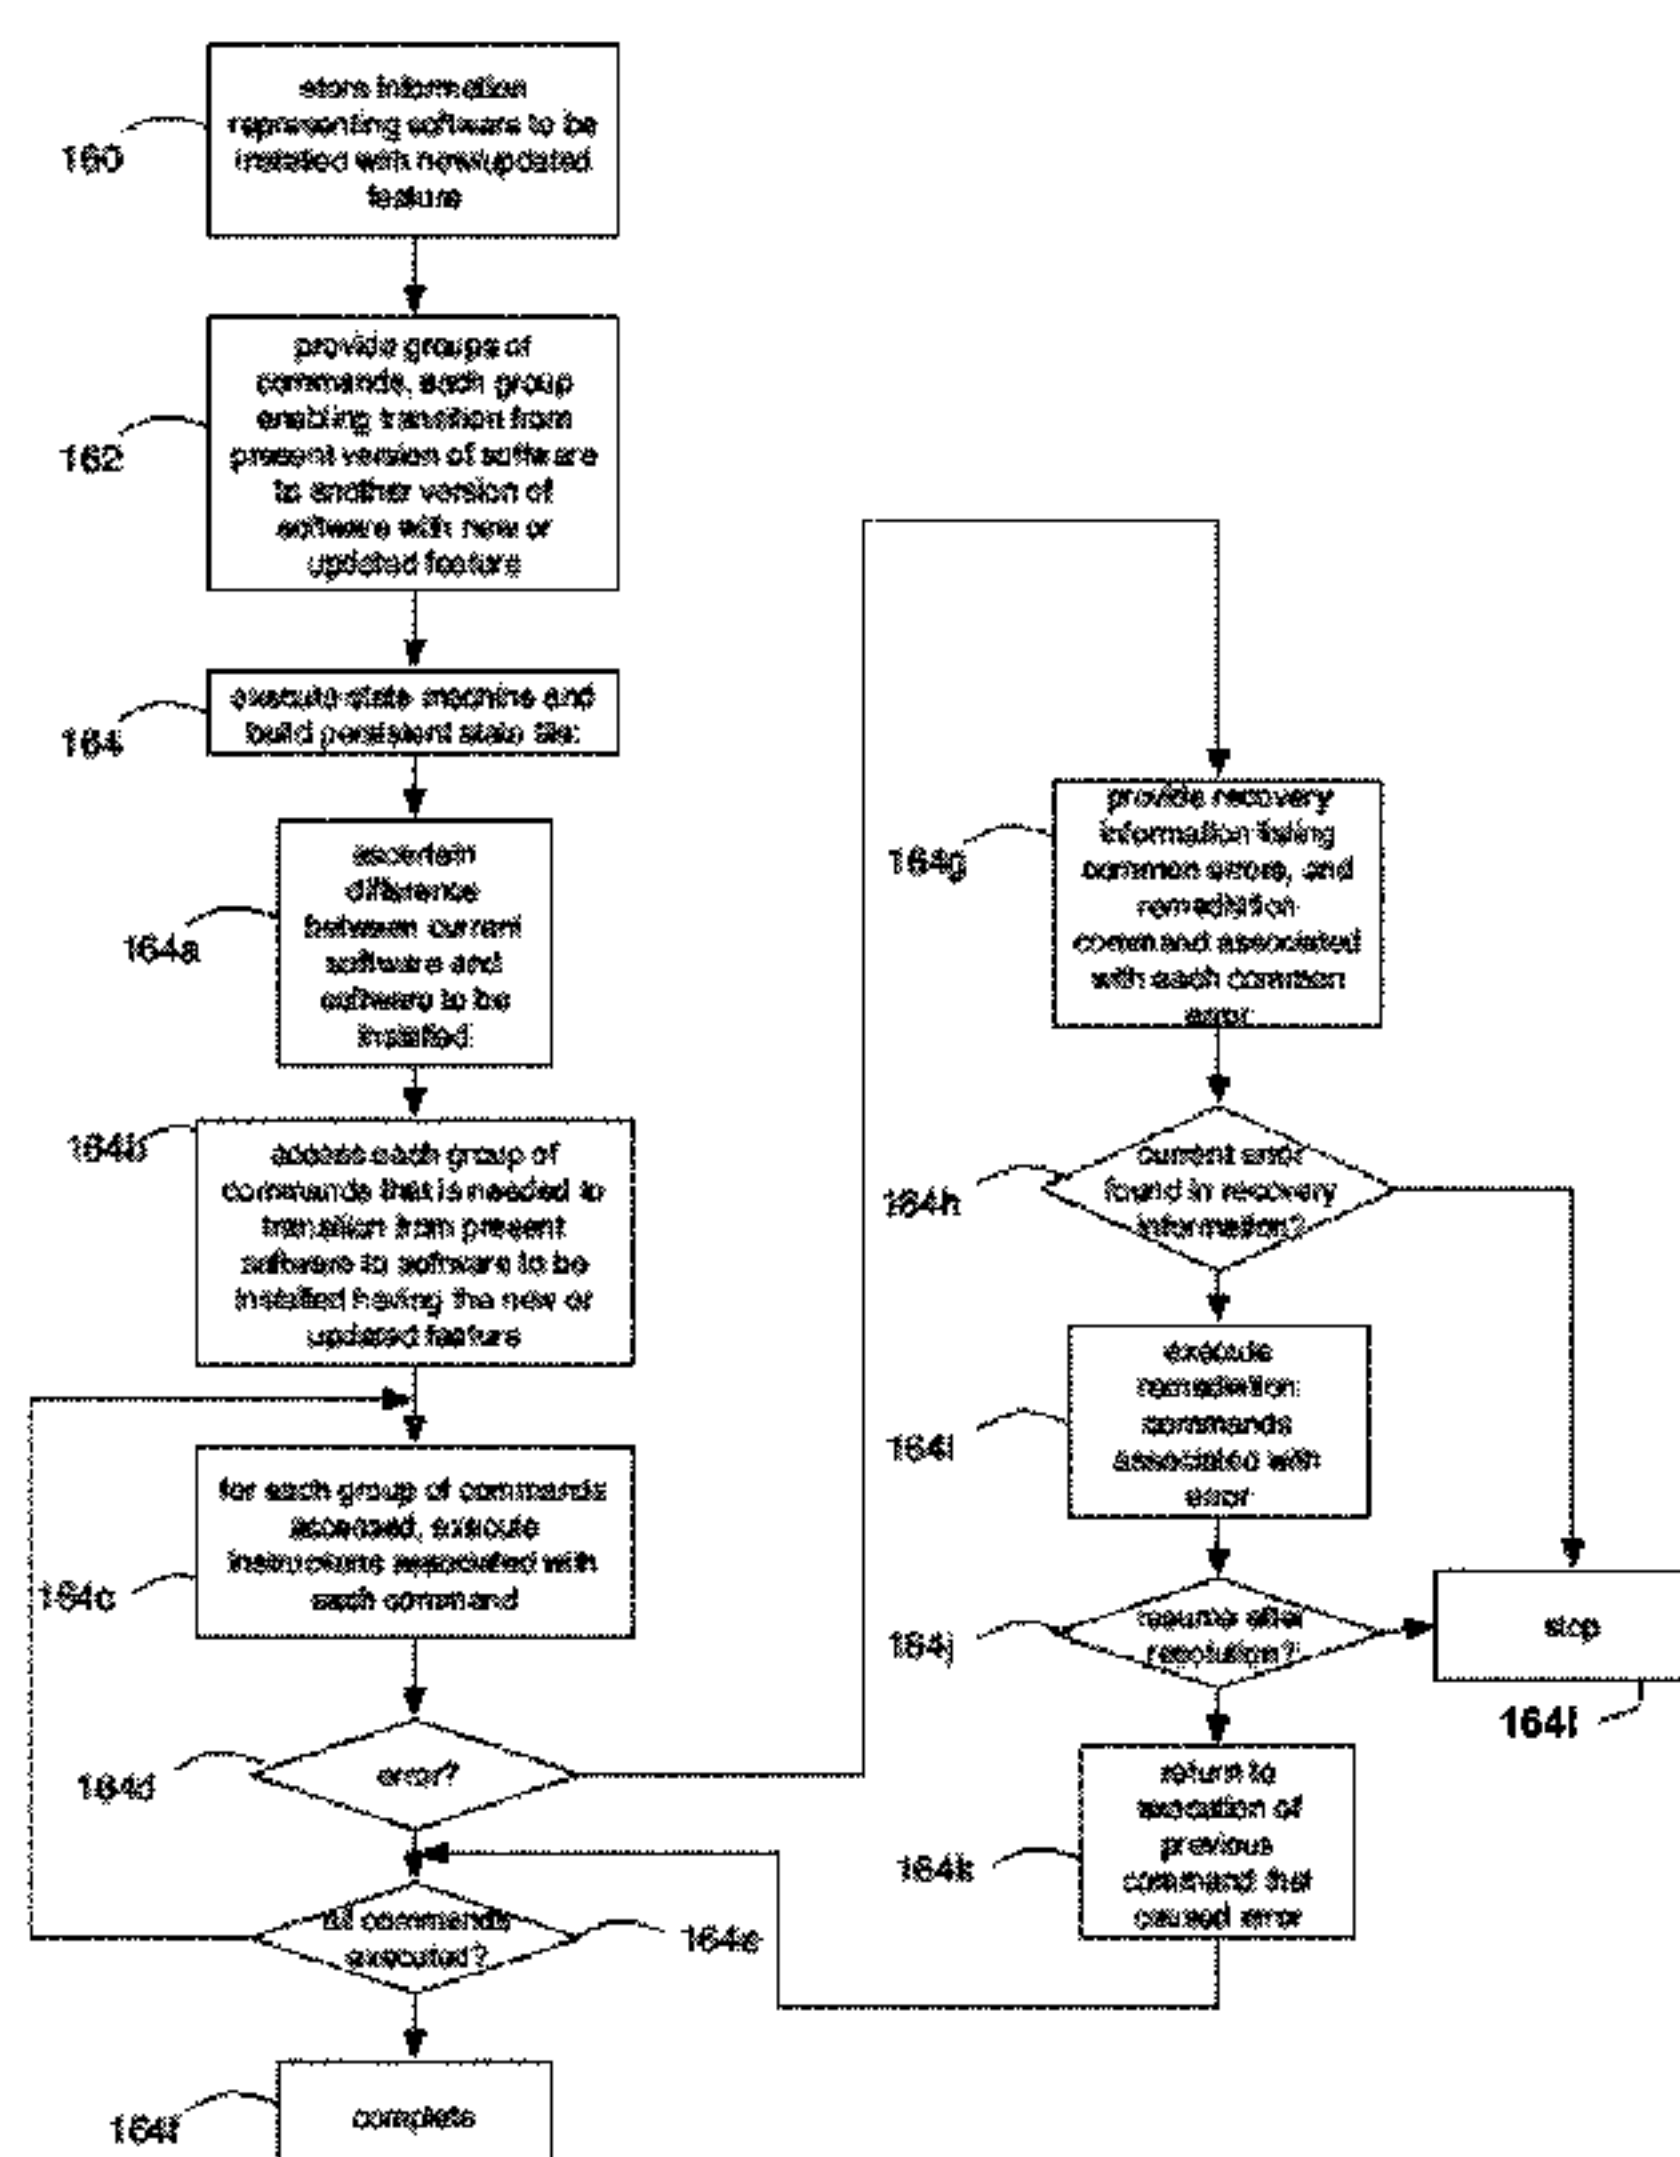 160
store information
representing software to be
installed with new/updated
feature
162
provide groups of
commands, each group
enabling transition from
present version of software
to another version of
software with new or
updated feature
164
execute state machine and
build persistent state file:
164a
ascertain
difference
between current
software and
software to be
installed:
164b
access each group of
commands that is needed to
transition from present
software to software to be
installed having the new or
updated feature
164c
for each group of commands
accessed, execute
instructions associated with
each command
164d
error?
164e
all commands
executed?
164f
complete
164g
provide recovery
information listing
common errors, and
remediation
command associated
with each common
error
164h
current error
found in recovery
information?
164i
execute
remediation
commands
associated with
error
164j
resume after
resolution?
stop
164l
164k
return to
execution of
previous
command that
caused error